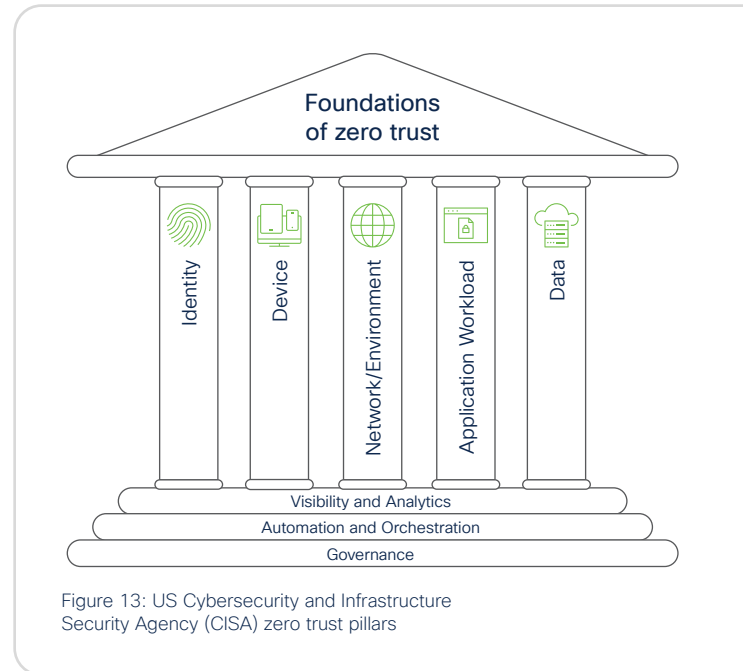 Foundations
of zero trust
Identity
Device
Network/Environment
Application Workload
Data
Visibility and Analytics
Automation and Orchestration
Governance
Figure 13: US Cybersecurity and Infrastructure
Security Agency (CISA) zero trust pillars